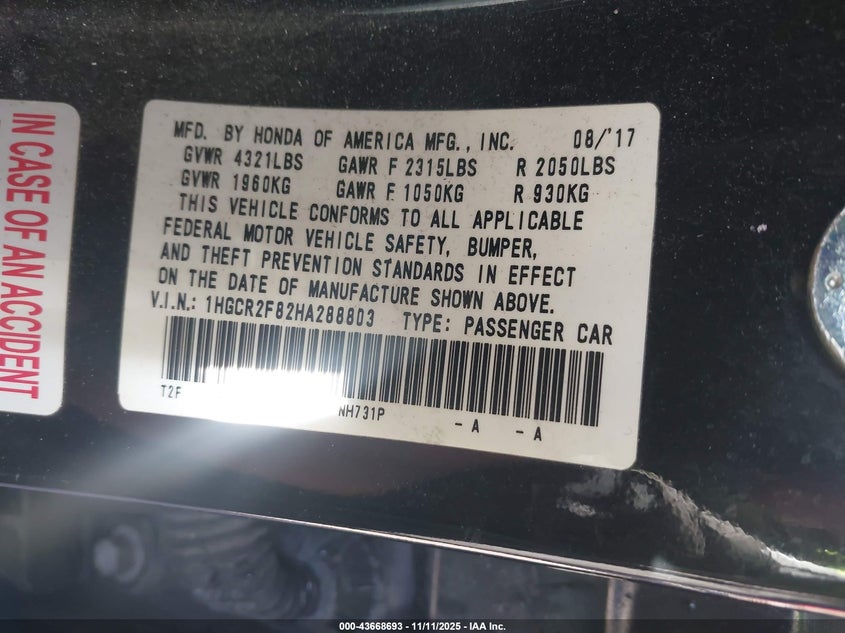 IN CASE OF AN ACCIDENT
MFD. BY HONDA OF AMERICA MFG., INC. 08/'17
GVWR 4321LBS GAWR F 2315LBS R 2050LBS
GVWR 1960KG GAWR F 1050KG R 930KG
THIS VEHICLE CONFORMS TO ALL APPLICABLE
FEDERAL MOTOR VEHICLE SAFETY, BUMPER,
AND THEFT PREVENTION STANDARDS IN EFFECT
ON THE DATE OF MANUFACTURE SHOWN ABOVE.
V.I.N.: 1HGCR2F82HA288803 TYPE: PASSENGER CAR
T2F NH731P -A -A
000-43668693 - 11/11/2025 - IAA Inc.